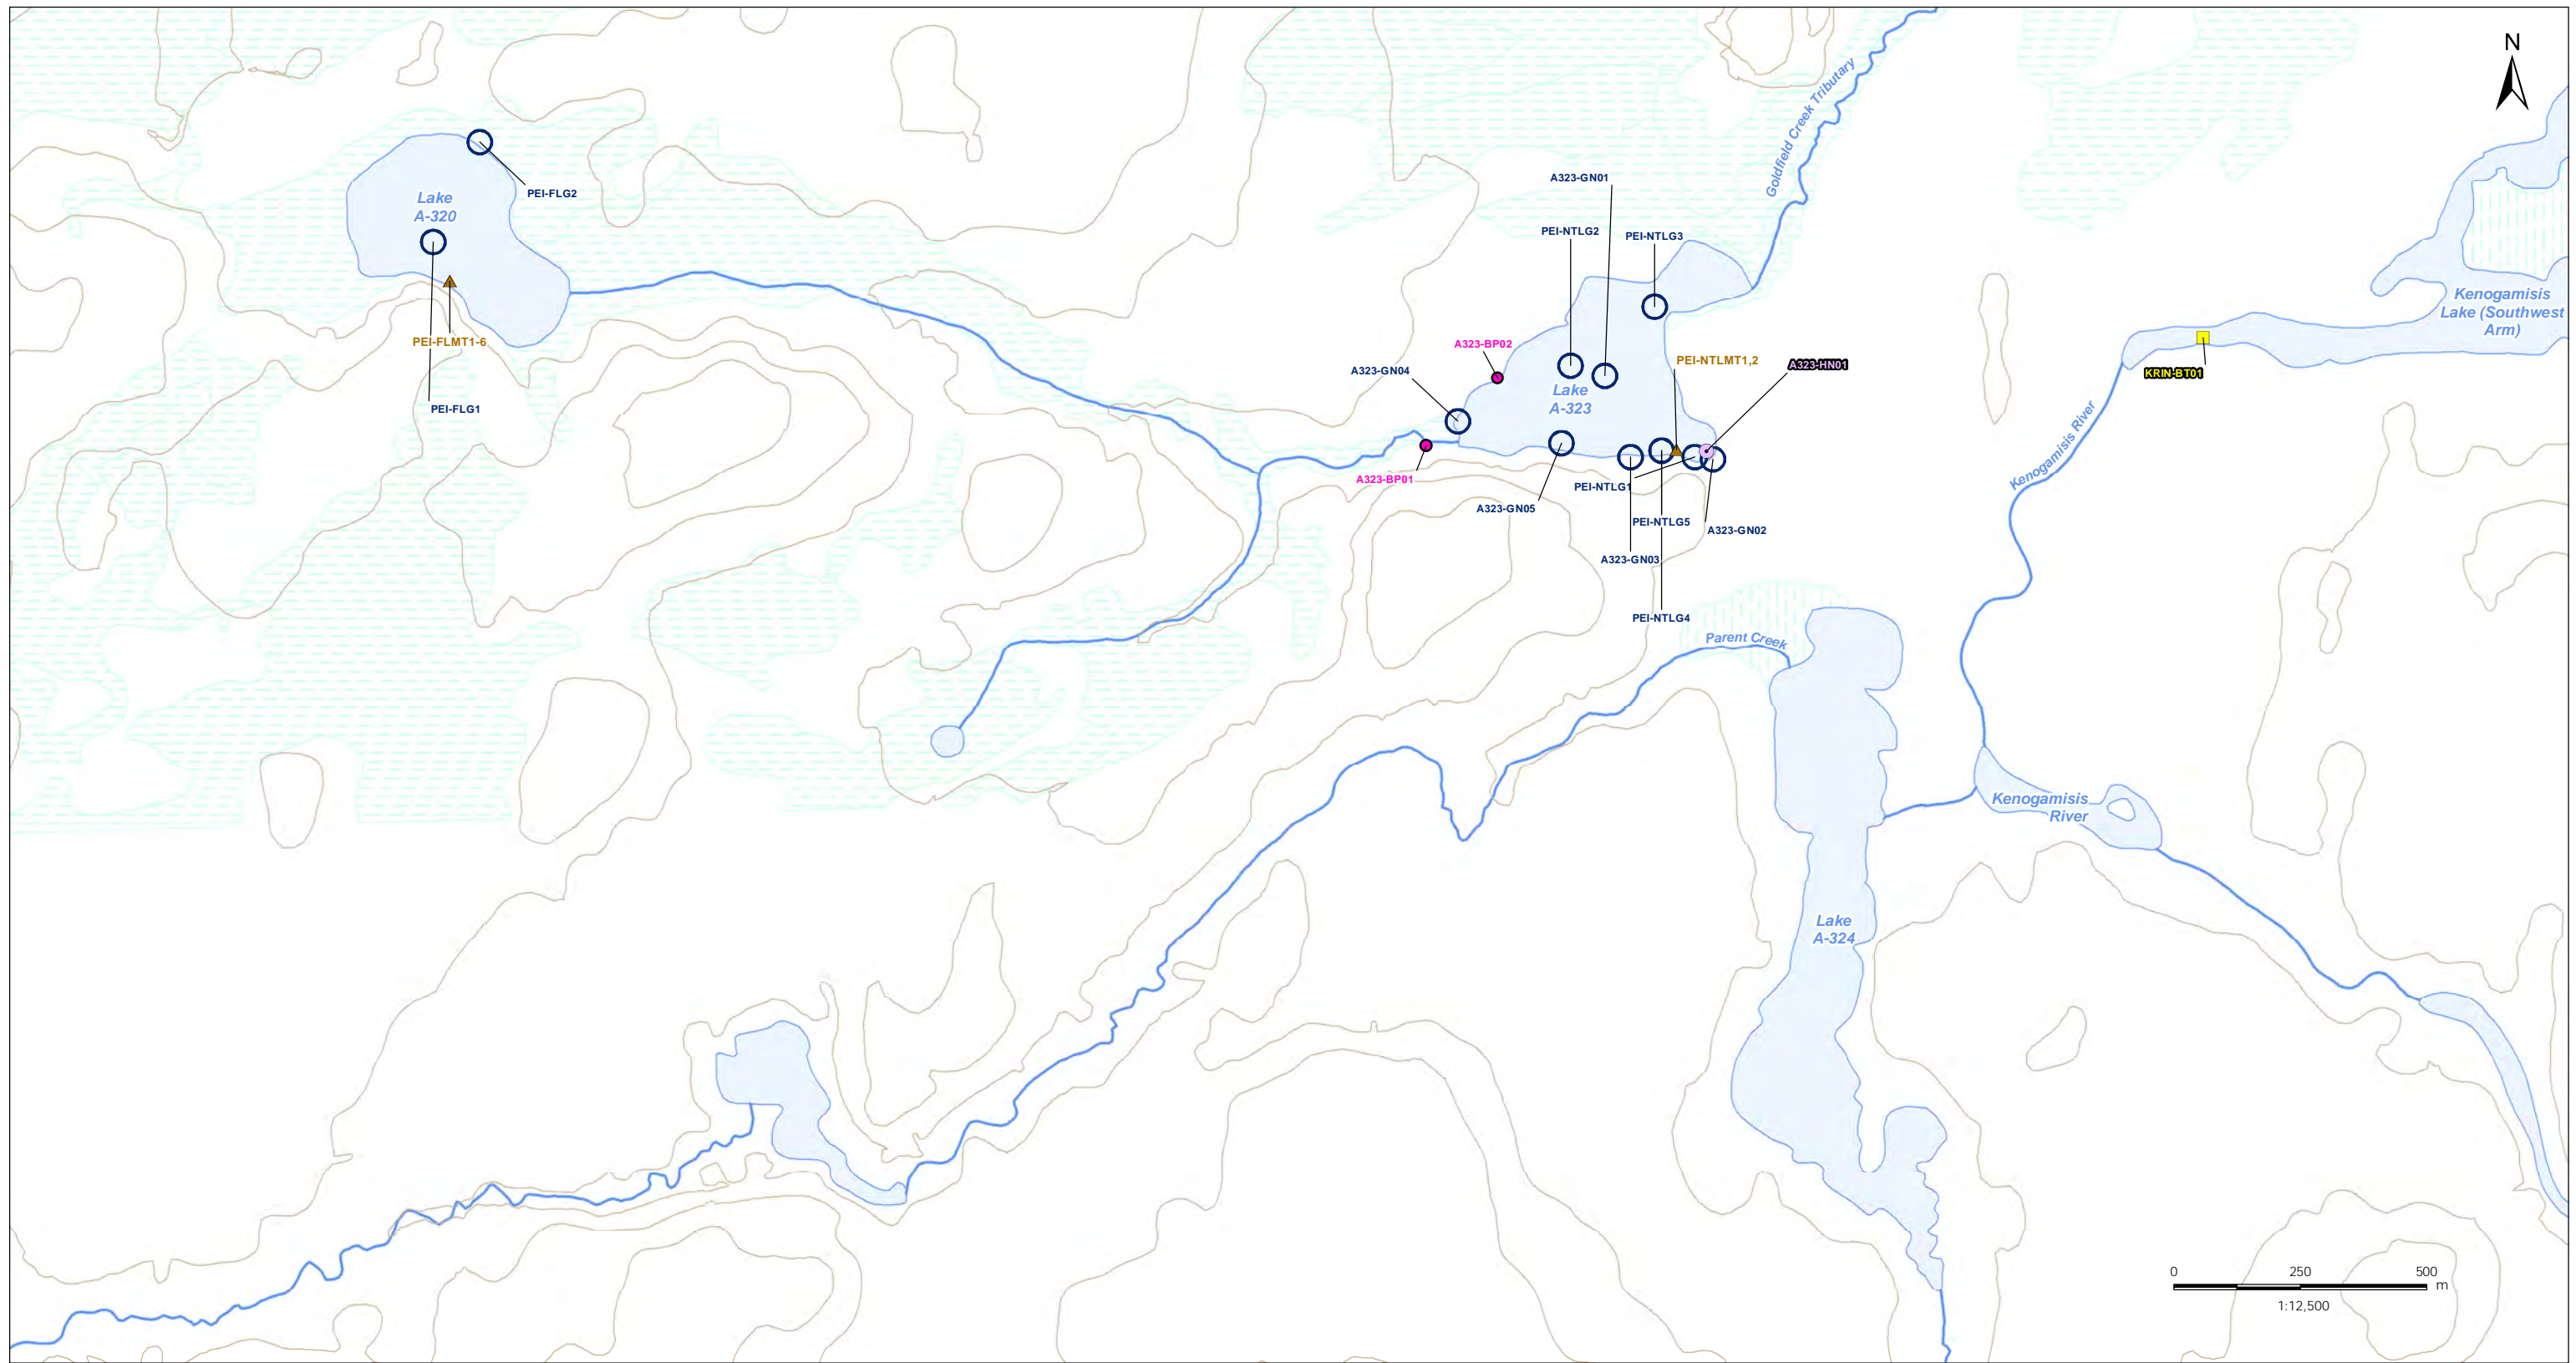 N
Goldfield Creek Tributary
A323-GN01
PEI-FLG2
Lake
A-320
PEI-NTLG2
PEI-NTLG3
Kenogamisis
Lake (Southwest
Arm)
PEI-FLMT1-6
A323-BP02
PEI-NTLMT1,2
A323-HN01
A323-GN04
KRIN-BT01
Lake
A-323
PEI-FLG1
Kenogamisis River
A323-BP01
PEI-NTLG1
A323-GN05
PEI-NTLG5
A323-GN02
A323-GN03
PEI-NTLG4
Parent Creek
Kenogamisis
River
Lake
A-324
0 250 500
m
1:12,500